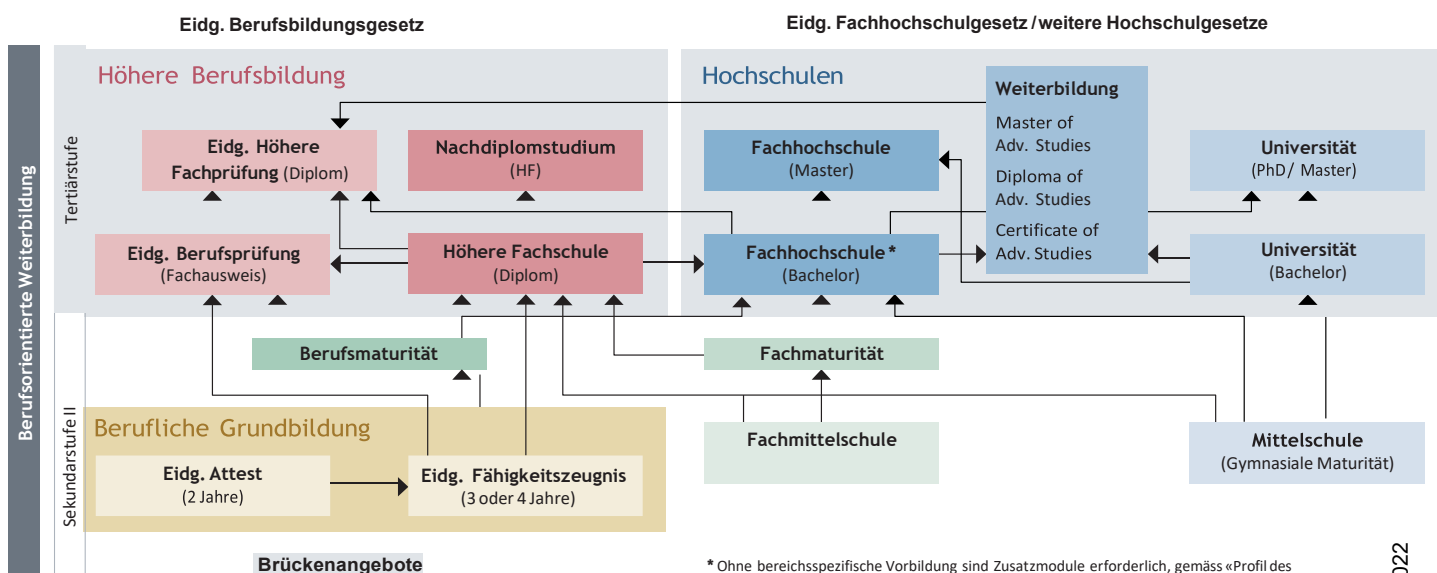 Eidg. Berufsbildungsgesetz
Eidg. Fachhochschulgesetz / weitere Hochschulgesetze
Berufsorientierte Weiterbildung
Tertiärstufe
Höhere Berufsbildung
Hochschulen
Weiterbildung
Master of
Adv. Studies
Diploma of
Adv. Studies
Certificate of
Adv. Studies
Eidg. Höhere
Fachprüfung (Diplom)
Nachdiplomstudium
(HF)
Fachhochschule
(Master)
Universität
(PhD/ Master)
Eidg. Berufsprüfung
(Fachausweis)
Höhere Fachschule
(Diplom)
Fachhochschule*
(Bachelor)
Universität
(Bachelor)
Berufsmaturität
Fachmaturität
Sekundarstufe II
Berufliche Grundbildung
Eidg. Attest
(2 Jahre)
Eidg. Fähigkeitszeugnis
(3 oder 4 Jahre)
Fachmittelschule
Mittelschule
(Gymnasiale Maturität)
Brückenangebote
* Ohne bereichsspezifische Vorbildung sind Zusatzmodule erforderlich, gemäss «Profil des
022